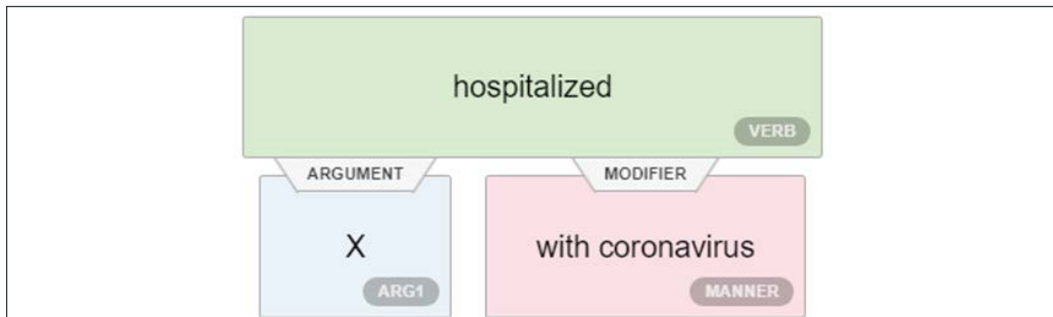 hospitalized
VERB
ARGUMENT MODIFIER
X with coronavirus
ARG1 MANNER